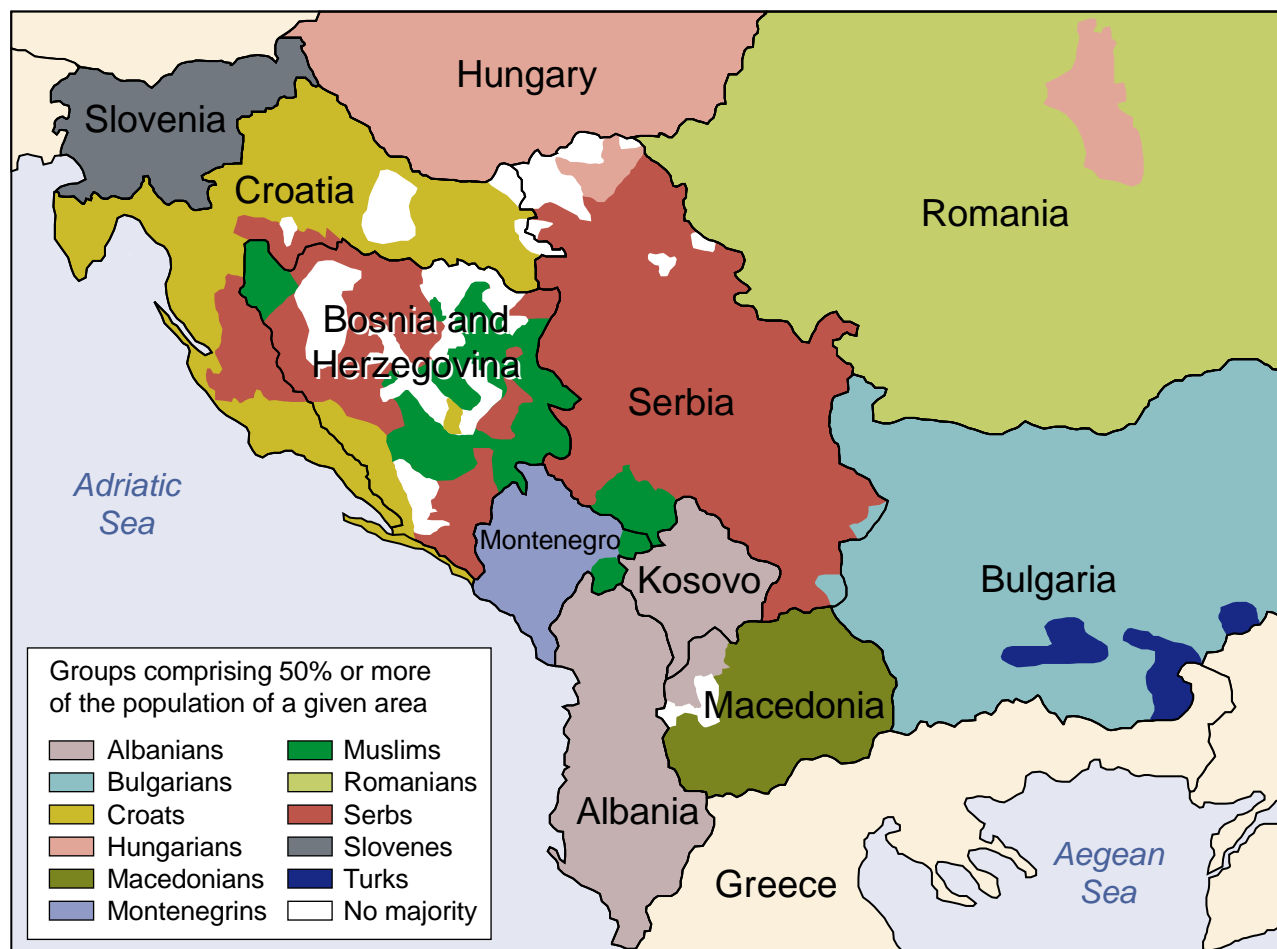 Hungary
Slovenia
Croatia
Romania
Bosnia and
Herzegovina
Serbia
Adriatic
Sea
Montenegro
Kosovo
Bulgaria
Macedonia
Albania
Greece
Aegean
Sea
Groups comprising 50% or more
of the population of a given area
Albanians
Bulgarians
Croats
Hungarians
Macedonians
Montenegrins
Muslims
Romanians
Serbs
Slovenes
Turks
No majority